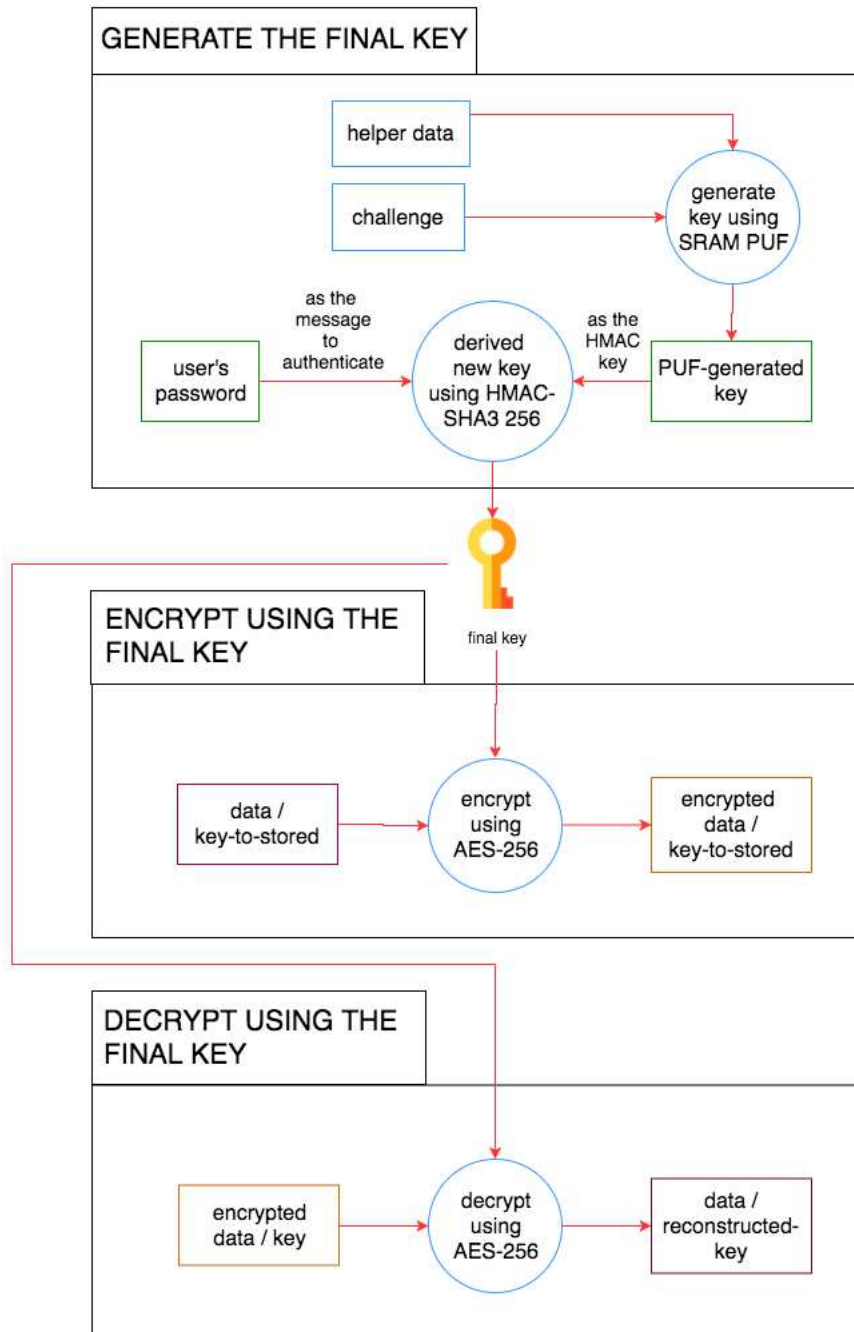 GENERATE THE FINAL KEY
helper data
challenge
generate
key using
SRAM PUF
as the
message
to
authenticate
user's
password
derived
new key
using HMAC-
SHA3 256
as the
HMAC
key
PUF-generated
key
final key
ENCRYPT USING THE
FINAL KEY
data /
key-to-stored
encrypt
using
AES-256
encrypted
data /
key-to-stored
DECRYPT USING THE
FINAL KEY
encrypted
data / key
decrypt
using
AES-256
data /
reconstructed-
key